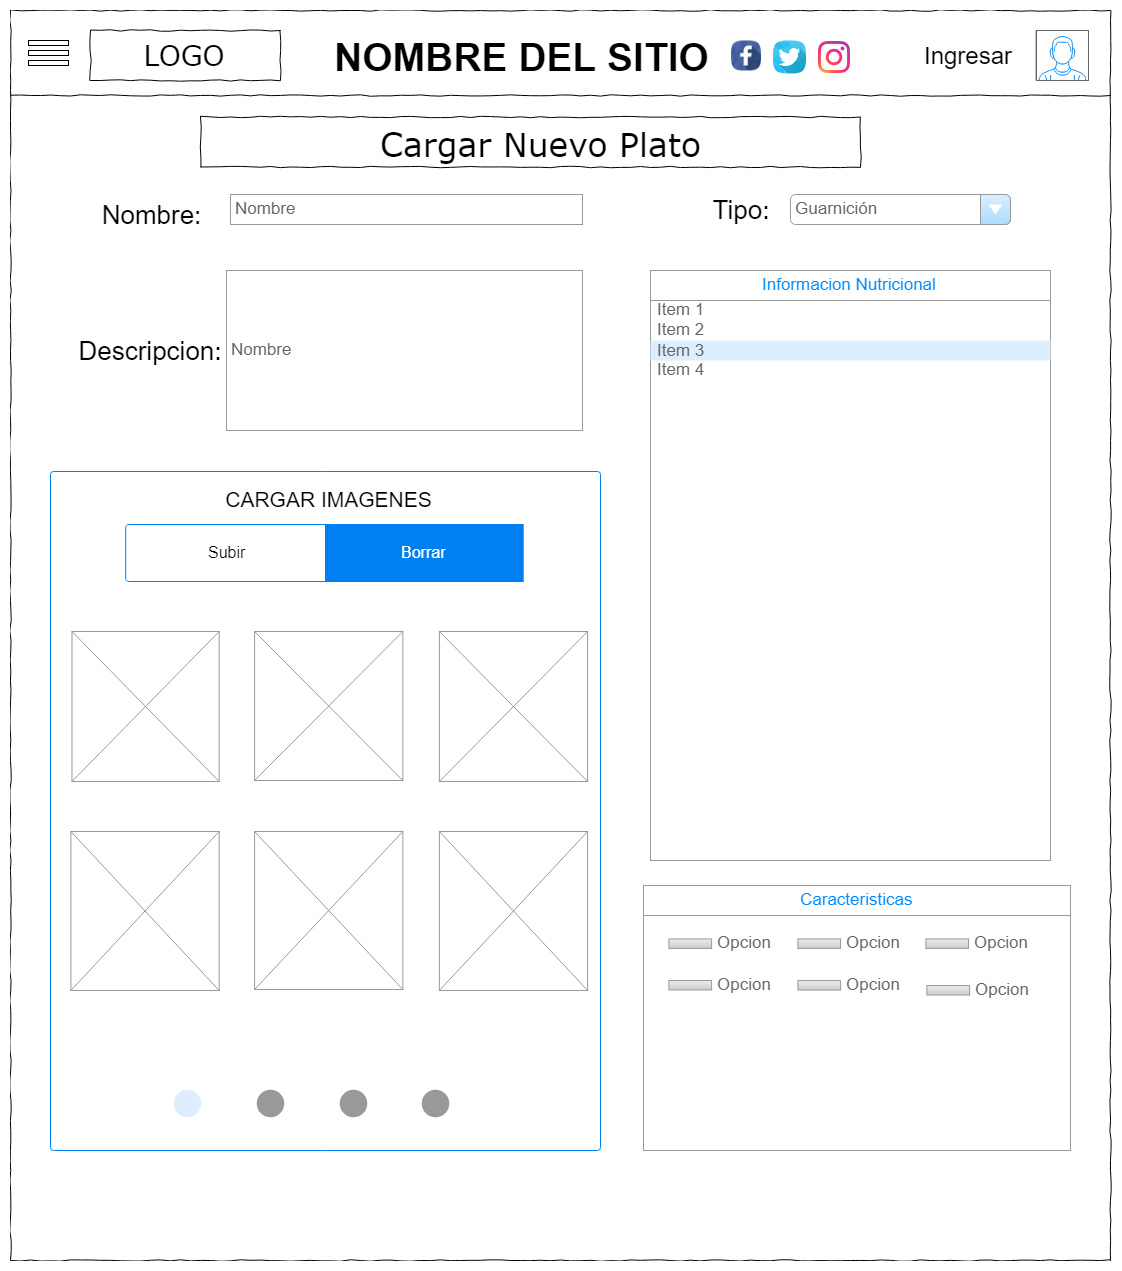 LOGO
NOMBRE DEL SITIO
Ingresar
Cargar Nuevo Plato
Nombre:
Nombre
Tipo:
Guarnición
Descripcion:
Nombre
Informacion Nutricional
Item 1
Item 2
Item 3
Item 4
CARGAR IMAGENES
Subir
Borrar
Caracteristicas
Opcion
Opcion
Opcion
Opcion
Opcion
Opcion